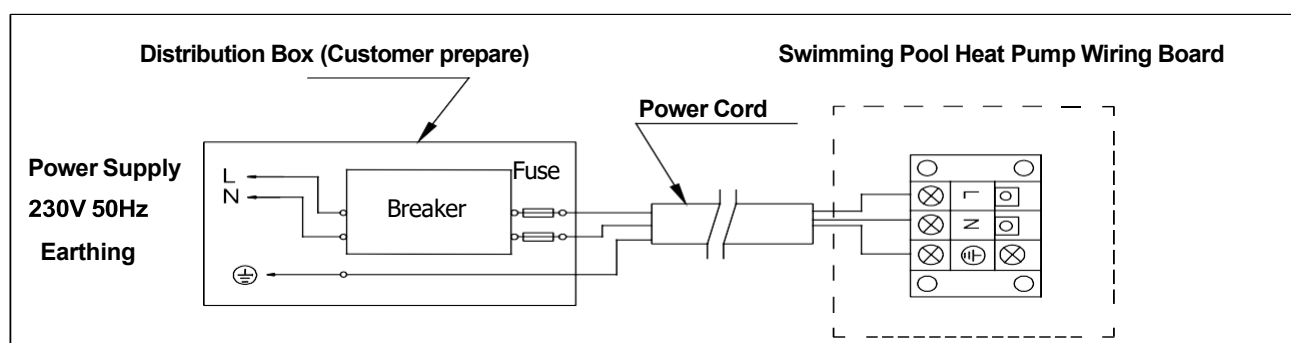 Distribution Box (Customer prepare)
Swimming Pool Heat Pump Wiring Board
Power Cord
Power Supply
230V 50Hz
Earthing
L
N
Breaker
Fuse
L
N